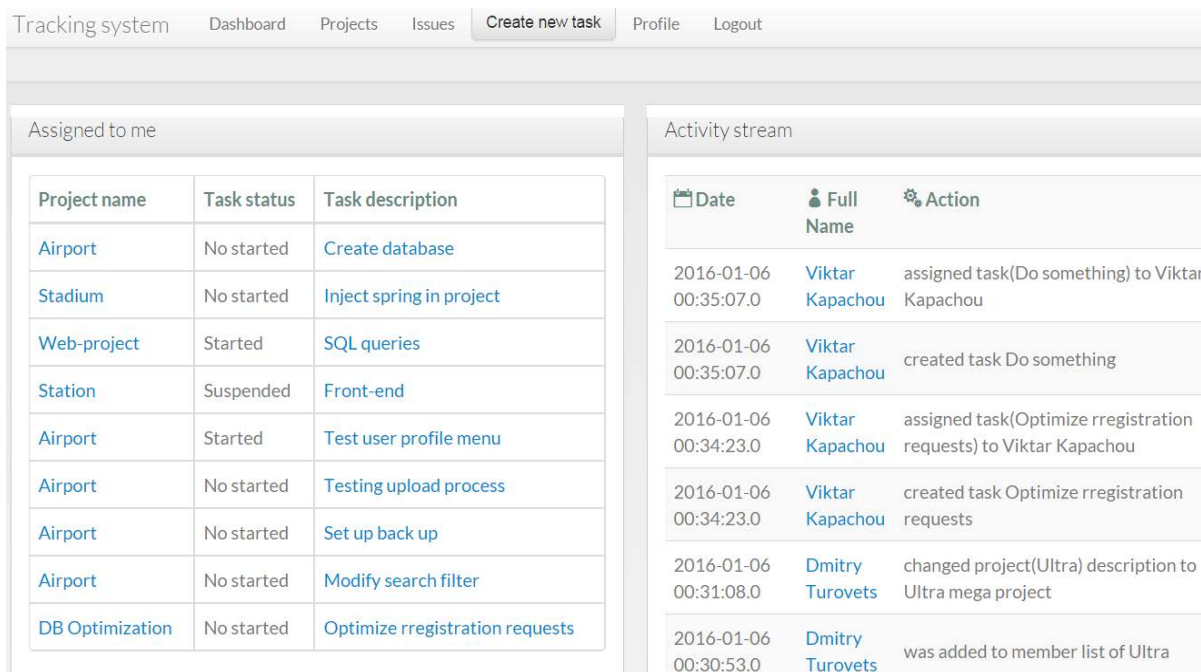 Tracking system Dashboard Projects Issues Create new task Profile Logout
Assigned to me
Project name Task status Task description
Airport No started Create database
Stadium No started Inject spring in project
Web-project Started SQL queries
Station Suspended Front-end
Airport Started Test user profile menu
Airport No started Testing upload process
Airport No started Set up back up
Airport No started Modify search filter
DB Optimization No started Optimize rregistration requests
Activity stream
Date Full Name Action
2016-01-06 Viktar assigned task(Do something) to Viktar
00:35:07.0 Kapachou Kapachou
2016-01-06 Viktar created task Do something
00:35:07.0 Kapachou
2016-01-06 Viktar assigned task(Optimize rregistration
00:34:23.0 Kapachou requests) to Viktar Kapachou
2016-01-06 Viktar created task Optimize rregistration
00:34:23.0 Kapachou requests
2016-01-06 Dmitry changed project(Ultra) description to
00:31:08.0 Turovets Ultra mega project
2016-01-06 Dmitry was added to member list of Ultra
00:30:53.0 Turovets